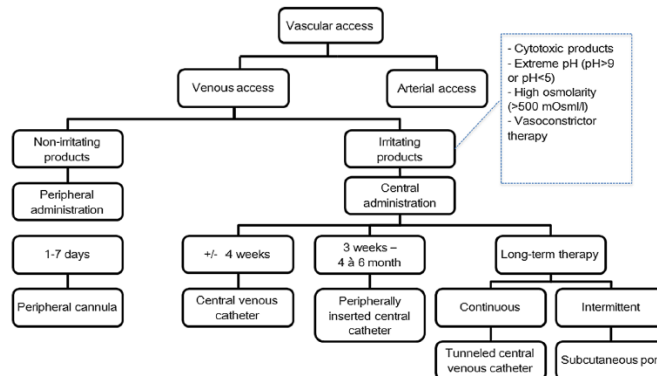 Vascular access
- Cytotoxic products
- Extreme pH (pH>9
or pH<5)
- High osmolarity
(>500 mOsml/l)
- Vasoconstrictor
therapy
Venous access
Arterial access
Non-irritating
products
Irritating
products
Peripheral
administration
Central
administration
1-7 days
+/- 4 weeks
3 weeks –
4 à 6 month
Long-term therapy
Peripheral cannula
Central venous
catheter
Peripherally
inserted central
catheter
Continuous
Intermittent
Tunneled central
venous catheter
Subcutaneous port